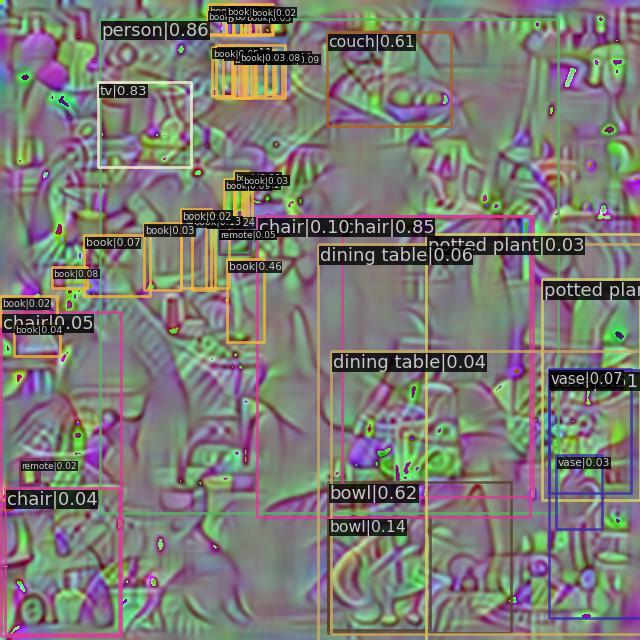 book|0.02
person|0.86
couch|0.61
book|0.03
tv|0.83
book|0.03
book|0.02
chair|0.10
chair|0.85
book|0.03
remote|0.05
book|0.07
potted plant|0.03
dining table|0.06
book|0.46
book|0.08
potted plan
book|0.02
chair|0.05
book|0.04
dining table|0.04
vase|0.07
vase|0.03
remote|0.02
bowl|0.62
chair|0.04
bowl|0.14